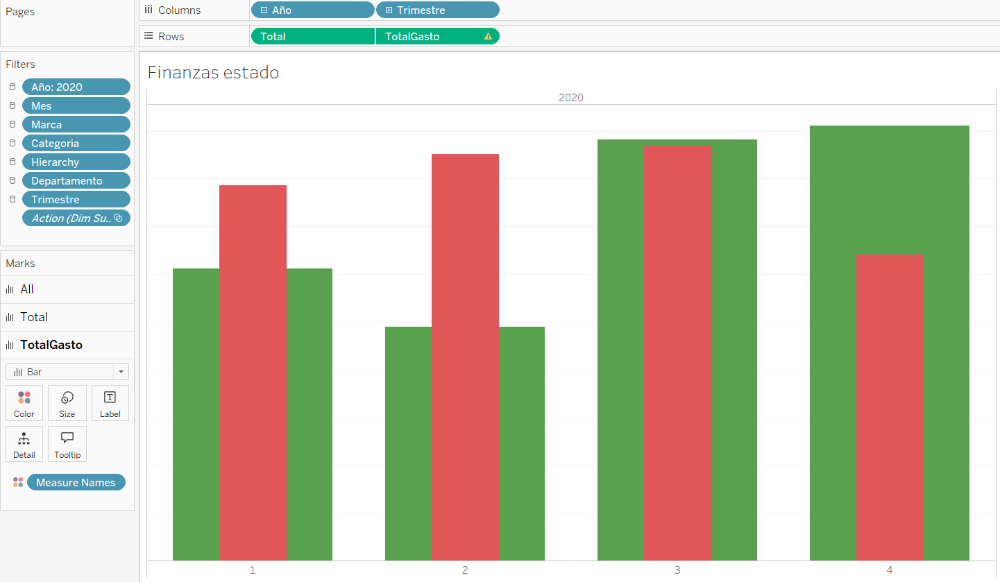 Pages
Columns
Año
Trimestre
Rows
Total
TotalGasto
Filters
Año: 2020
Mes
Marca
Categoria
Hierarchy
Departamento
Trimestre
Action (Dim Su..
Marks
All
Total
TotalGasto
Bar
Color
Size
Label
Detail
Tooltip
Measure Names
Finanzas estado
2020
1
2
3
4